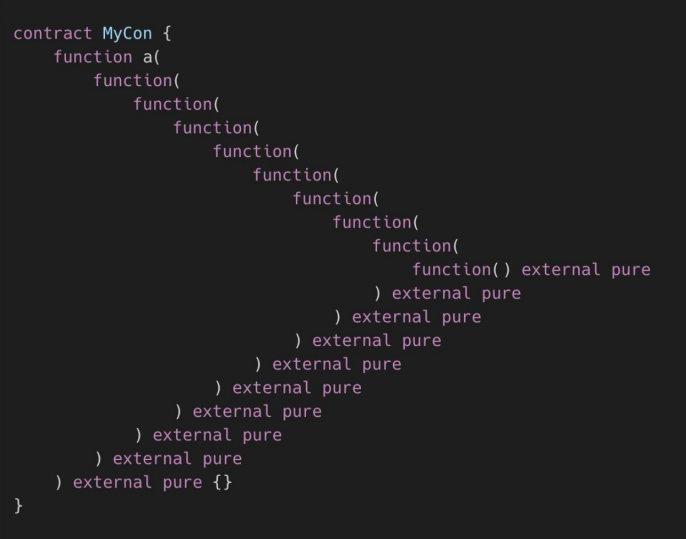 contract MyCon {
    function a(
        function(
            function(
                function(
                    function(
                        function(
                            function(
                                function(
                                    function(
                                        function() external pure
                                    ) external pure
                                ) external pure
                            ) external pure
                        ) external pure
                    ) external pure
                ) external pure
            ) external pure
        ) external pure
    ) external pure {}
}